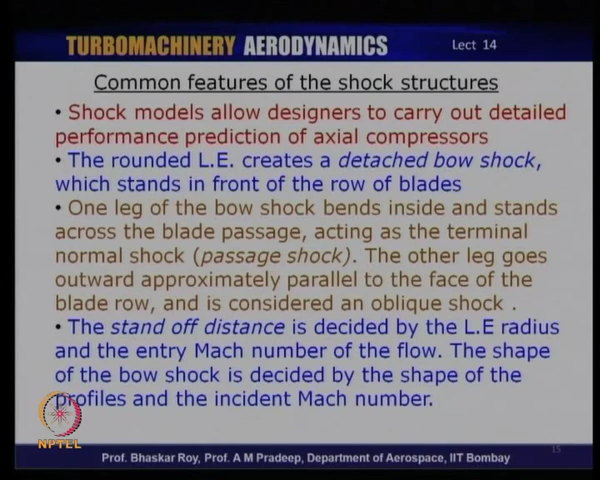 TURBOMACHINERY AERODYNAMICS Lect 14
Common features of the shock structures
• Shock models allow designers to carry out detailed
performance prediction of axial compressors
• The rounded L.E. creates a detached bow shock,
which stands in front of the row of blades
• One leg of the bow shock bends inside and stands
across the blade passage, acting as the terminal
normal shock (passage shock). The other leg goes
outward approximately parallel to the face of the
blade row, and is considered an oblique shock .
• The stand off distance is decided by the L.E radius
and the entry Mach number of the flow. The shape
of the bow shock is decided by the shape of the
profiles and the incident Mach number.
NPTEL
15
Prof. Bhaskar Roy, Prof. A M Pradeep, Department of Aerospace, IIT Bombay